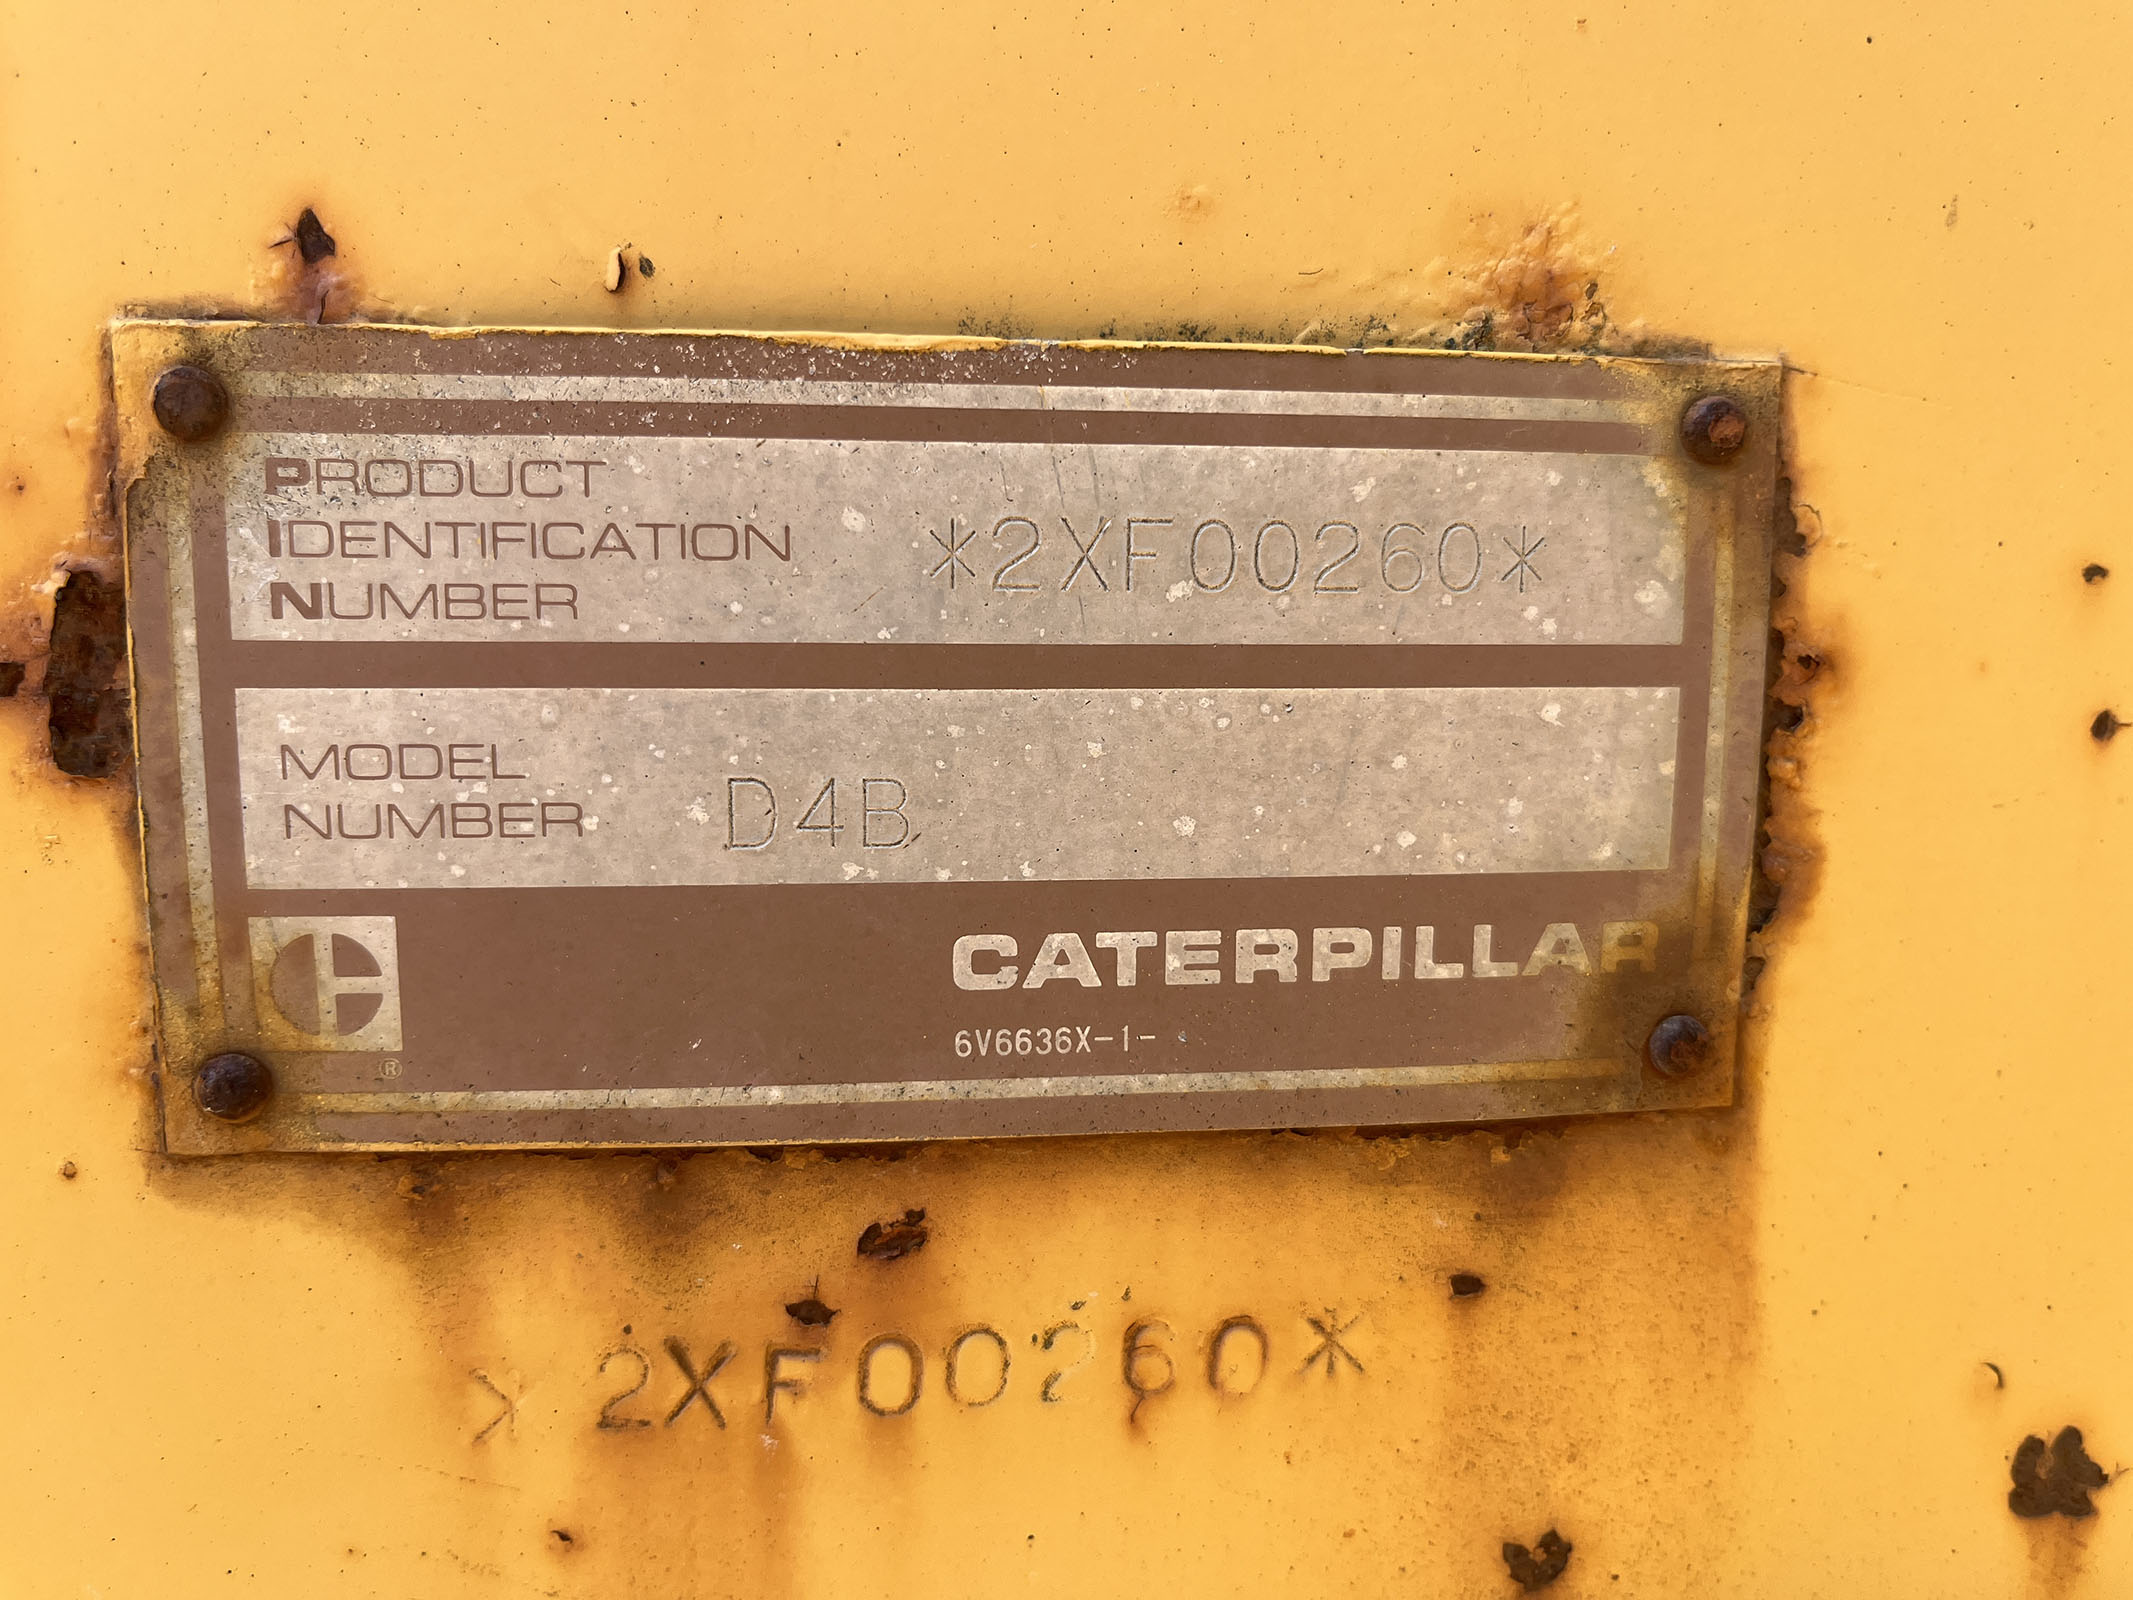 PRODUCT
IDENTIFICATION
NUMBER
*2XF00260*
MODEL
NUMBER
D4B
CATERPILLAR
6V6636X-1-
®
*2XF00260*